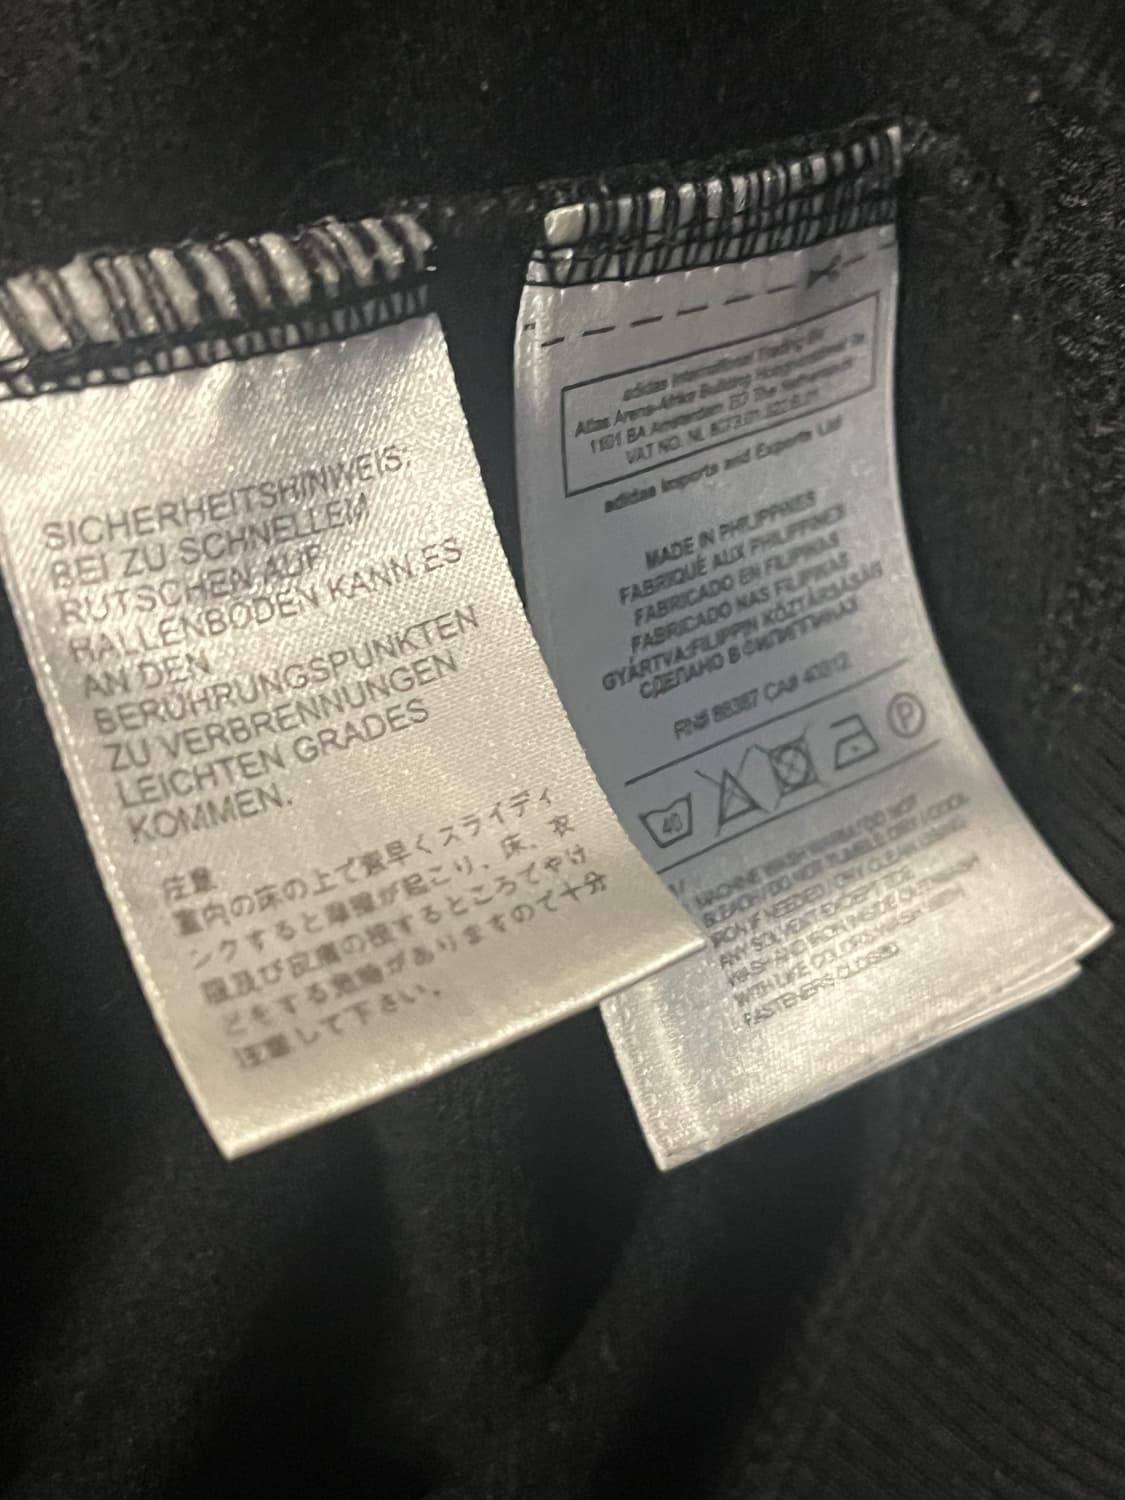 SICHERHEITSHINWEIS:
BEI ZU SCHNELLEM
RUTSCHEN AUF
HALLENBÖDEN KANN ES
AN DEN
BERÜHRUNGSPUNKTEN
ZU VERBRENNUNGEN
LEICHTEN GRADES
KOMMEN.
注意
室内の床の上で素早くスライディ
ングすると摩擦が起こり、床、衣
服及び皮膚の接するところでやけ
どをする危険がありますので十分
注意して下さい。
adidas International Trading BV
Atlas Arena-Afrika Building Hoogoorddreef 9a
1101 BA Amsterdam ZO The Netherlands
VAT NO. NL 8073.01.522.B.01
adidas Imports and Exports Ltd
MADE IN PHILIPPINES
FABRIQUÉ AUX PHILIPPINES
FABRICADO EN FILIPINAS
FABRICADO NAS FILIPINAS
GYÁRTVA:FILIPPIN KÖZTÁRSASÁG
СДЕЛАНО В ФИЛИППИНАХ
RN# 88387 CA# 40312
40
P
MACHINE WASH WARM / DO NOT
BLEACH / DO NOT TUMBLE DRY / COOL
IRON IF NEEDED / DRY CLEAN
ANY SOLVENT EXCEPT
WASH AND IRON INSIDE OUT/WASH
WITH LIKE COLORS/WASH WITH
FASTENERS CLOSED